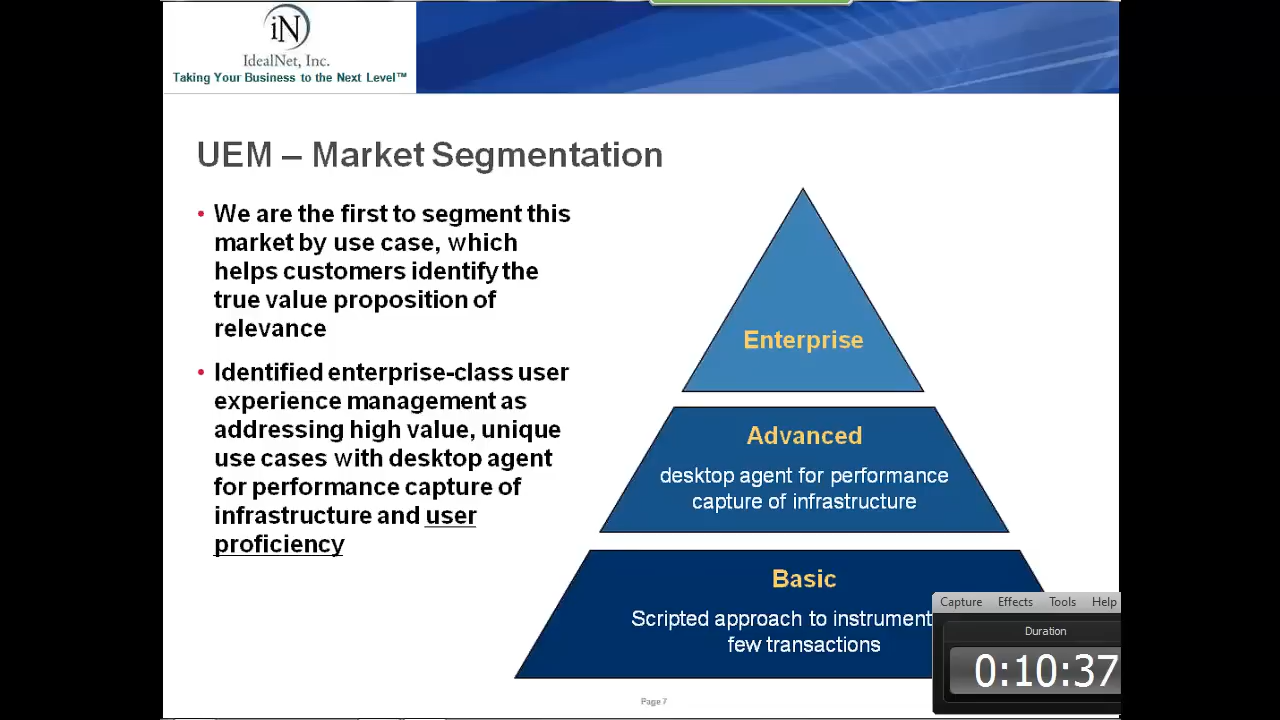 iN
IdealNet, Inc.
Taking Your Business to the Next Level™
UEM – Market Segmentation
• We are the first to segment this
market by use case, which
helps customers identify the
true value proposition of
relevance
• Identified enterprise-class user
experience management as
addressing high value, unique
use cases with desktop agent
for performance capture of
infrastructure and user
proficiency
Enterprise
Advanced
desktop agent for performance
capture of infrastructure
Basic
Scripted approach to instrument
few transactions
Capture Effects Tools Help
Duration
0:10:37
Page 7